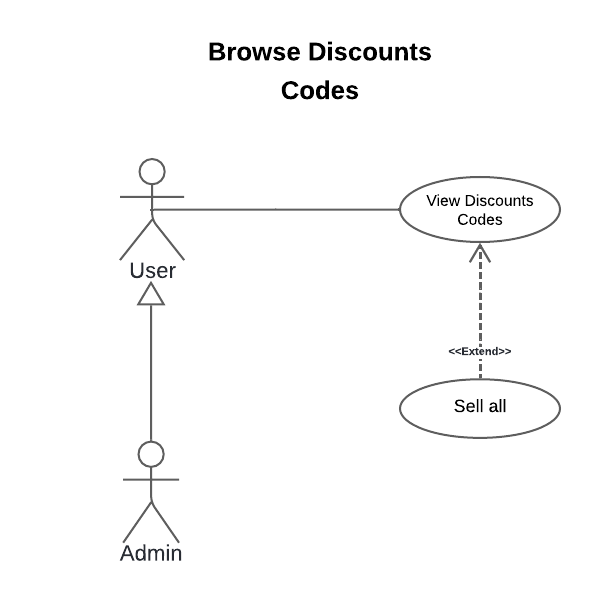 Browse Discounts
Codes
View Discounts
Codes
User
<<Extend>>
Sell all
Admin